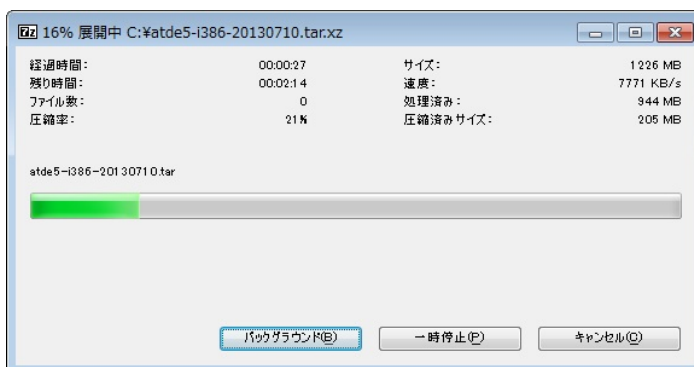 7z 16% 展開中 C:¥atde5-i386-20130710.tar.xz
経過時間: 00:00:27 サイズ: 1226 MB
残り時間: 00:02:14 速度: 7771 KB/s
ファイル数: 0 処理済み: 944 MB
圧縮率: 21% 圧縮済みサイズ: 205 MB
atde5-i386-20130710.tar
バックグラウンド(B) 一時停止(P) キャンセル(C)